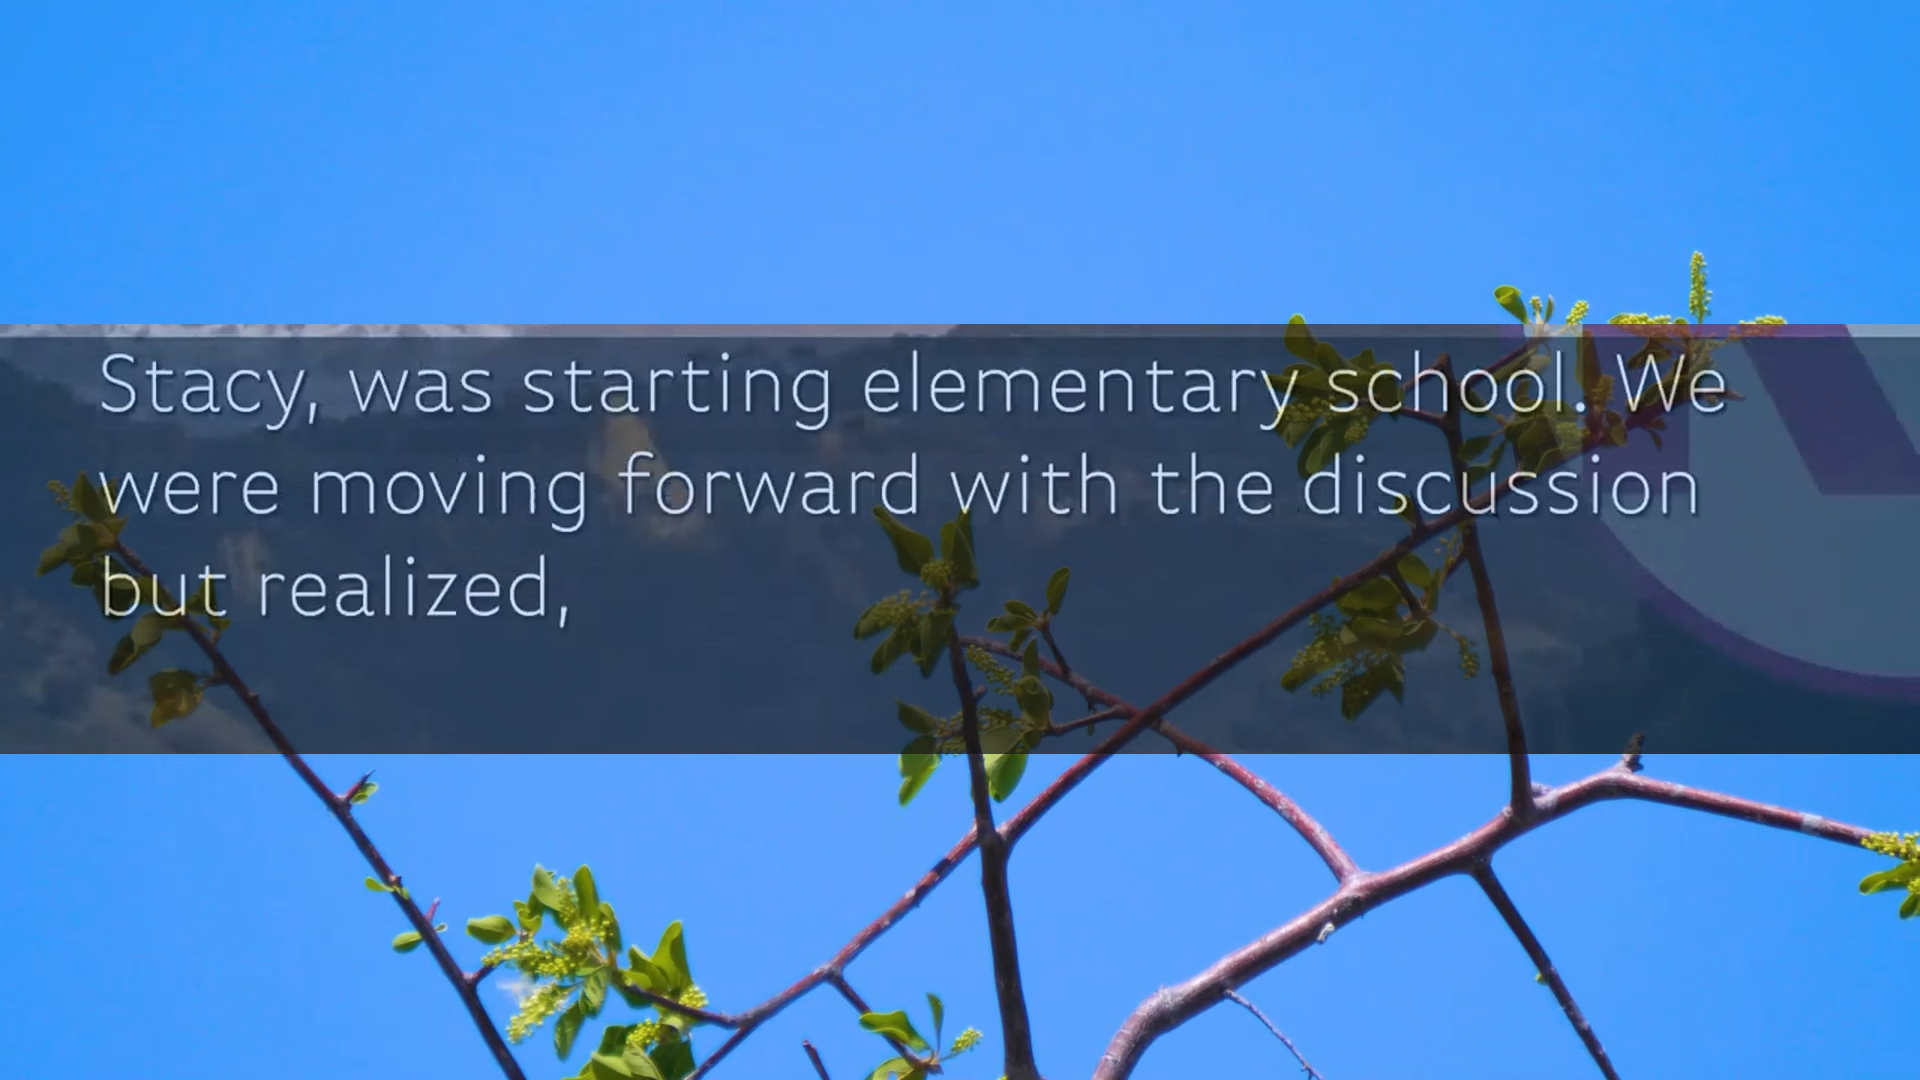 Stacy, was starting elementary school. We
were moving forward with the discussion
but realized,